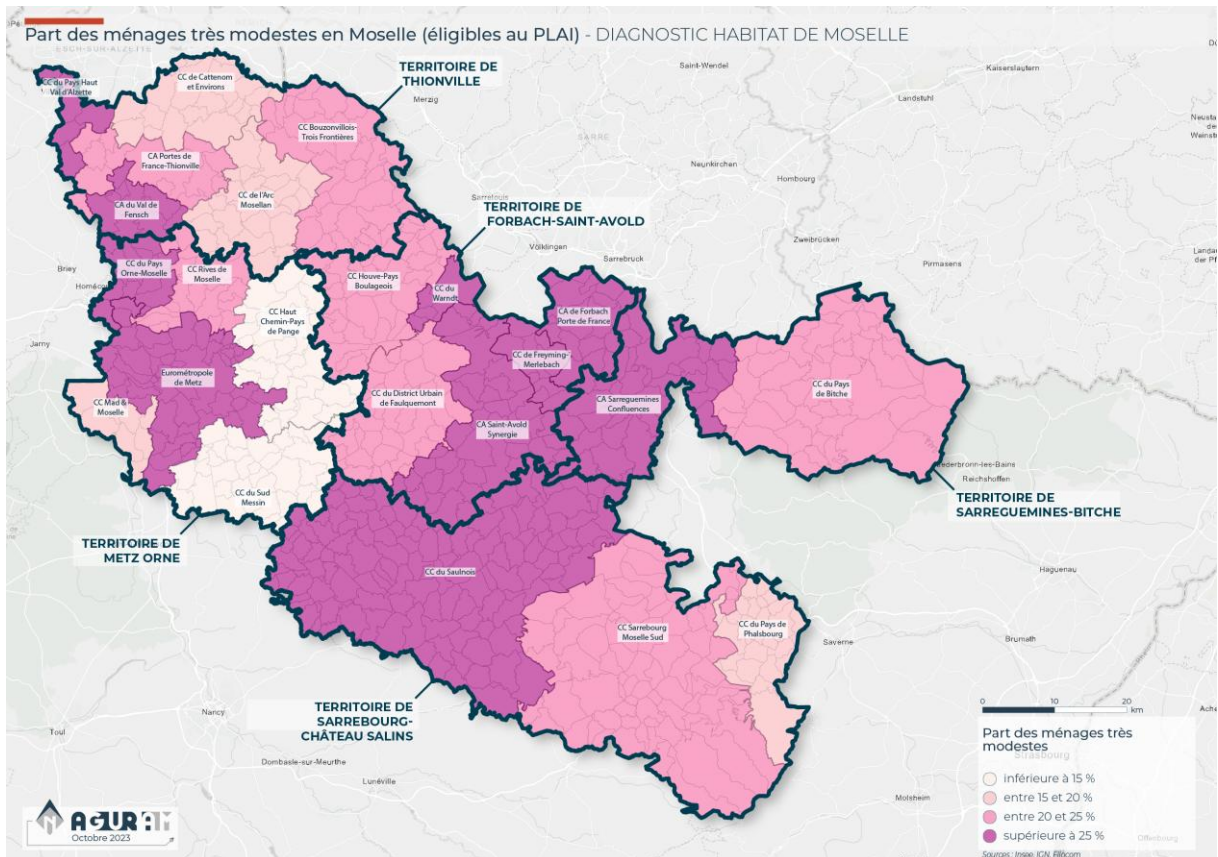 Part des ménages très modestes en Moselle (éligibles au PLAI) - DIAGNOSTIC HABITAT DE MOSELLE
ESCH-SUR-ALZETTE
Saint-Wendel
Kaiserslautern
TERRITOIRE DE
THIONVILLE
CC du Pays Haut
Val d'Alzette
CC de Cattenom
et Environs
Merzig
Landstuhl
SARRE
CC Bouzonvillois-
Trois Frontières
CA Portes de
France-Thionville
Neunkirchen
Hombourg
CC de l'Arc
Mosellan
CA du Val de
Fensch
Sarrelouis
TERRITOIRE DE
FORBACH-SAINT-AVOLD
Völklingen
Sarrebruck
Zweibrücken
Pirmasens
Briey
CC du Pays
Orne-Moselle
CC Rives de
Moselle
CC Houve-Pays
Boulageois
CC du
Warndt
CC Haut
Chemin-Pays
de Pange
CA de Forbach
Porte de France
Jarny
CC de Freyming-
Merlebach
Eurométropole
de Metz
CC du District Urbain
de Faulquemont
CA Sarreguemines
Confluences
CC du Pays
de Bitche
CC Mad &
Moselle
CA Saint-Avold
Synergie
Reichshoffen
CC du Sud
Messin
TERRITOIRE DE
SARREGUEMINES-BITCHE
TERRITOIRE DE
METZ ORNE
CC du Saulnois
Haguenau
CC Sarrebourg
Moselle Sud
CC du Pays de
Phalsbourg
Saverne
Brumath
TERRITOIRE DE
SARREBOURG-
CHÂTEAU SALINS
Nancy
Toul
Dombasle-sur-Meurthe
Lunéville
Molsheim
Strasbourg
Offenbourg
0 10 20
km
Part des ménages très
modestes
inférieure à 15 %
entre 15 et 20 %
entre 20 et 25 %
supérieure à 25 %
Sources : Insee, IGN, Filocom
AGURAM
Octobre 2023